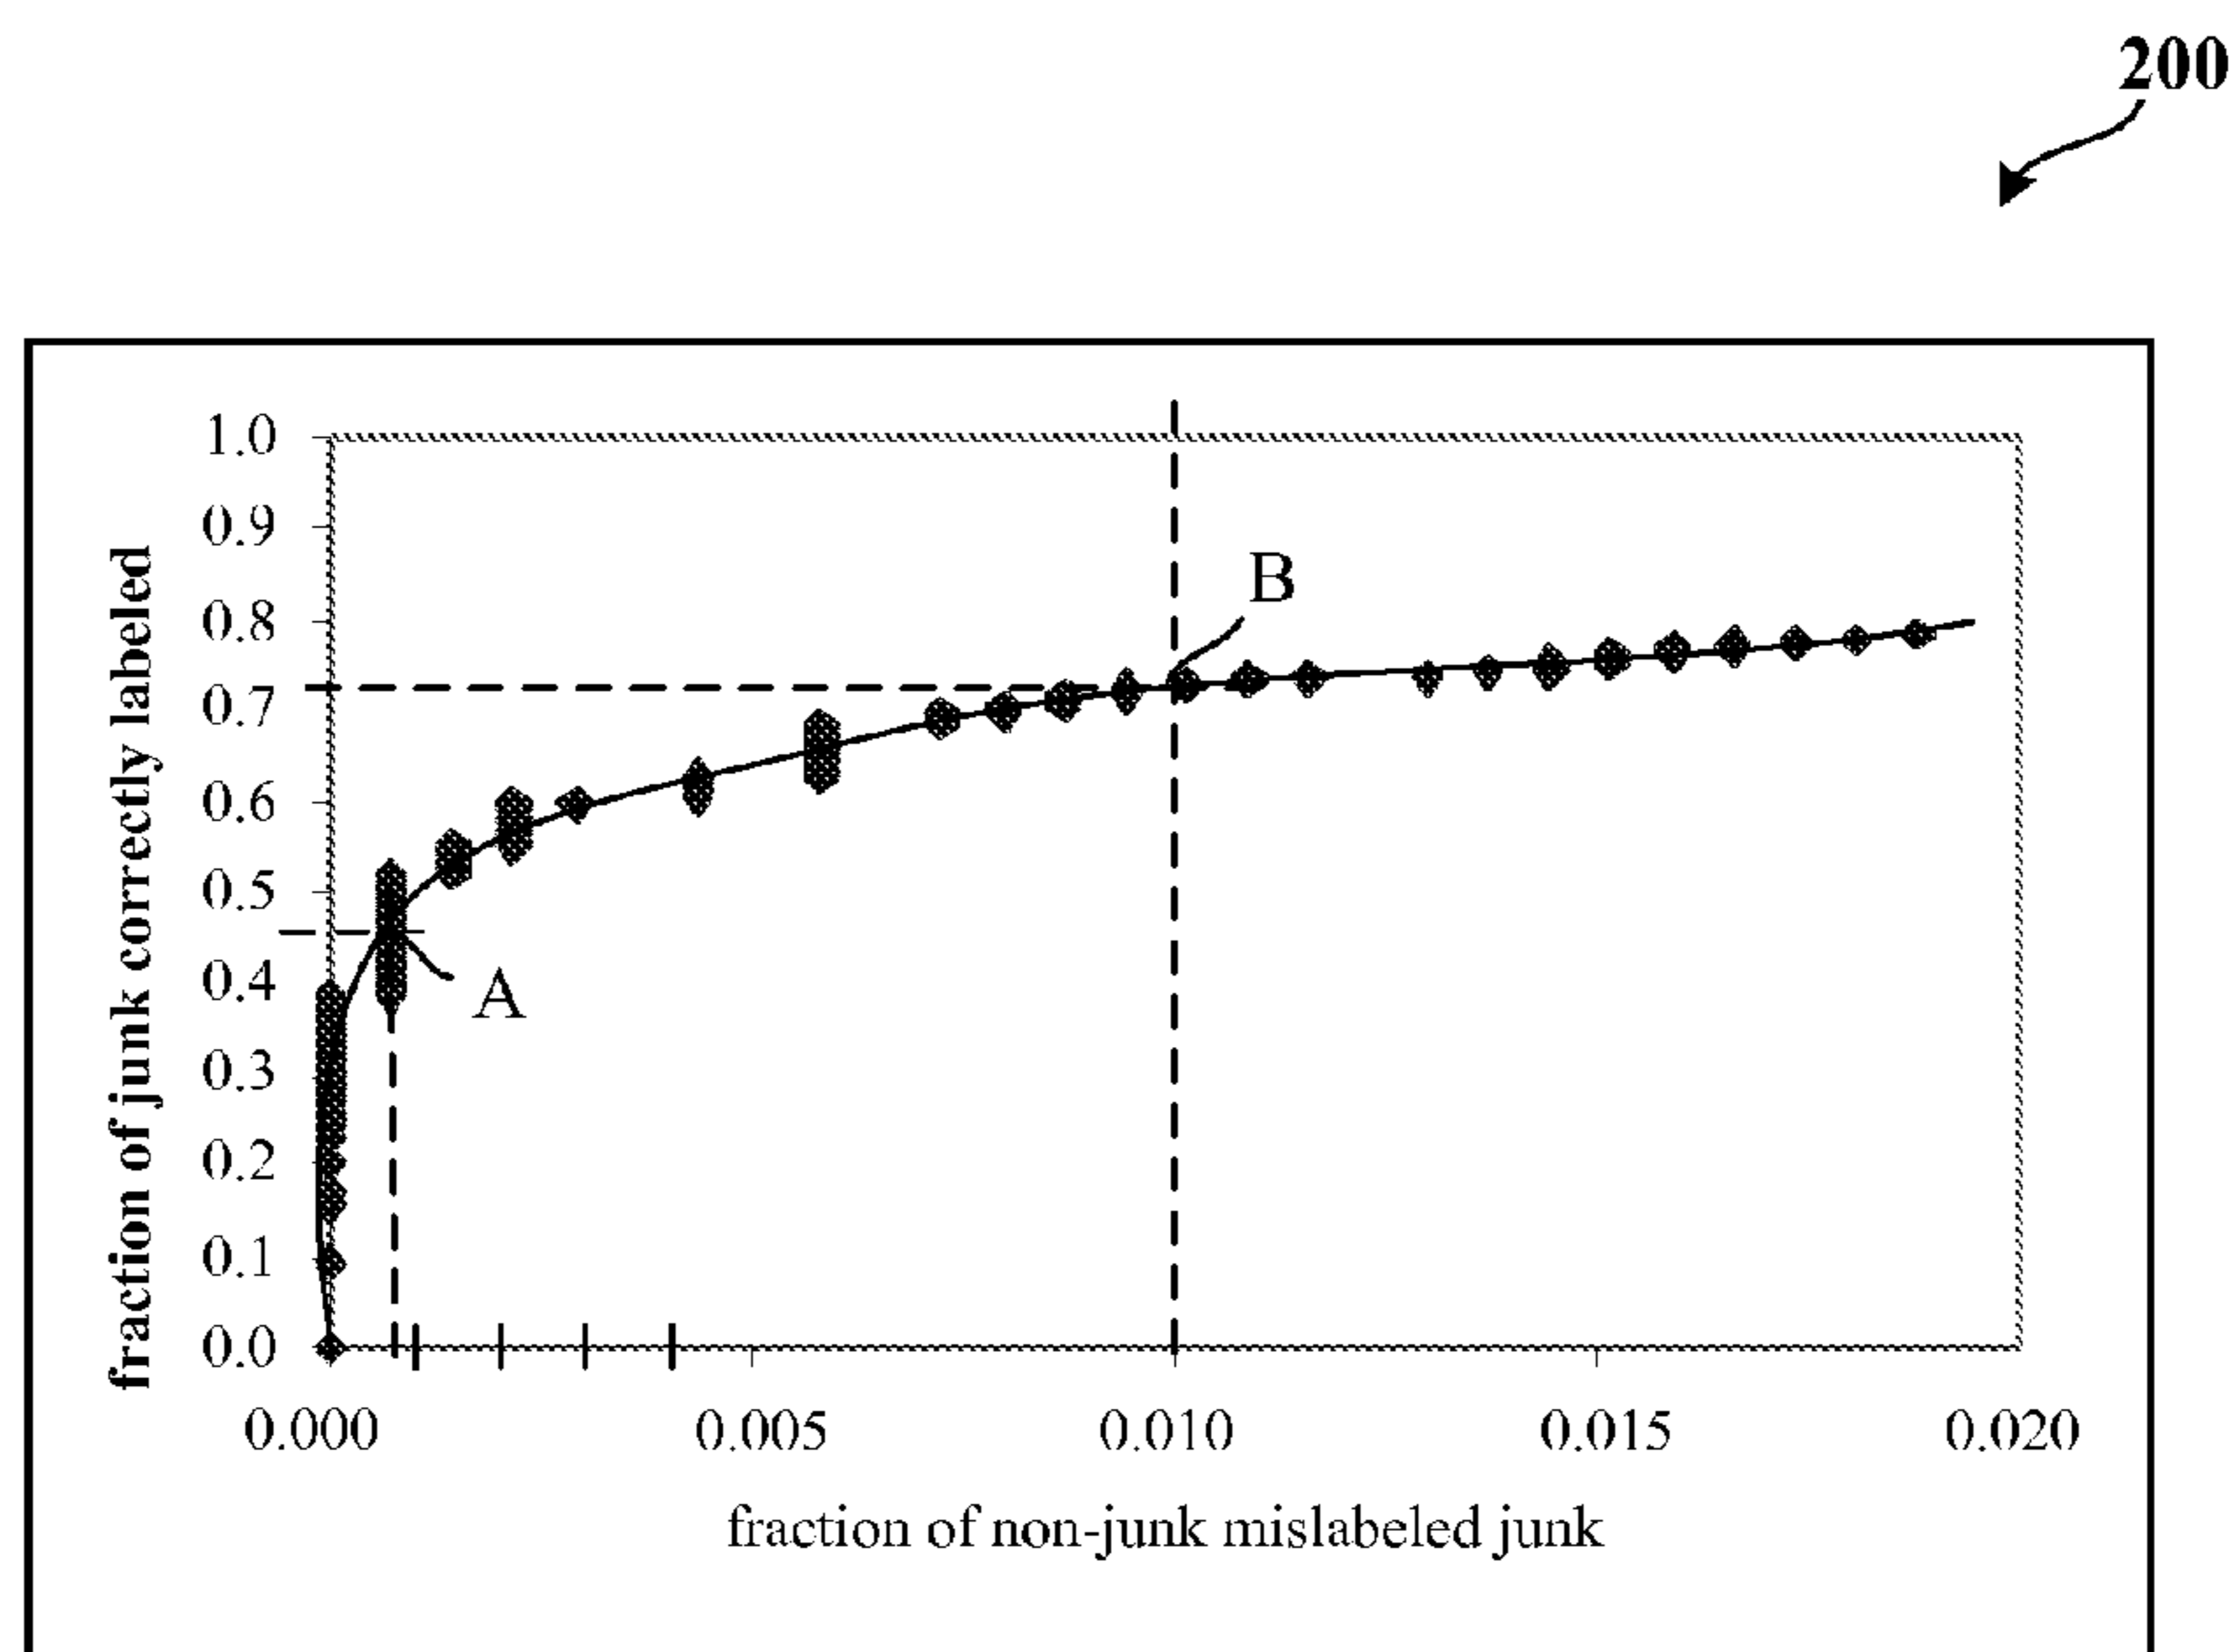 200
fraction of junk correctly labeled
1.0
0.9
0.8
0.7
0.6
0.5
0.4
0.3
0.2
0.1
0.0
B
A
0.000 0.005 0.010 0.015 0.020
fraction of non-junk mislabeled junk